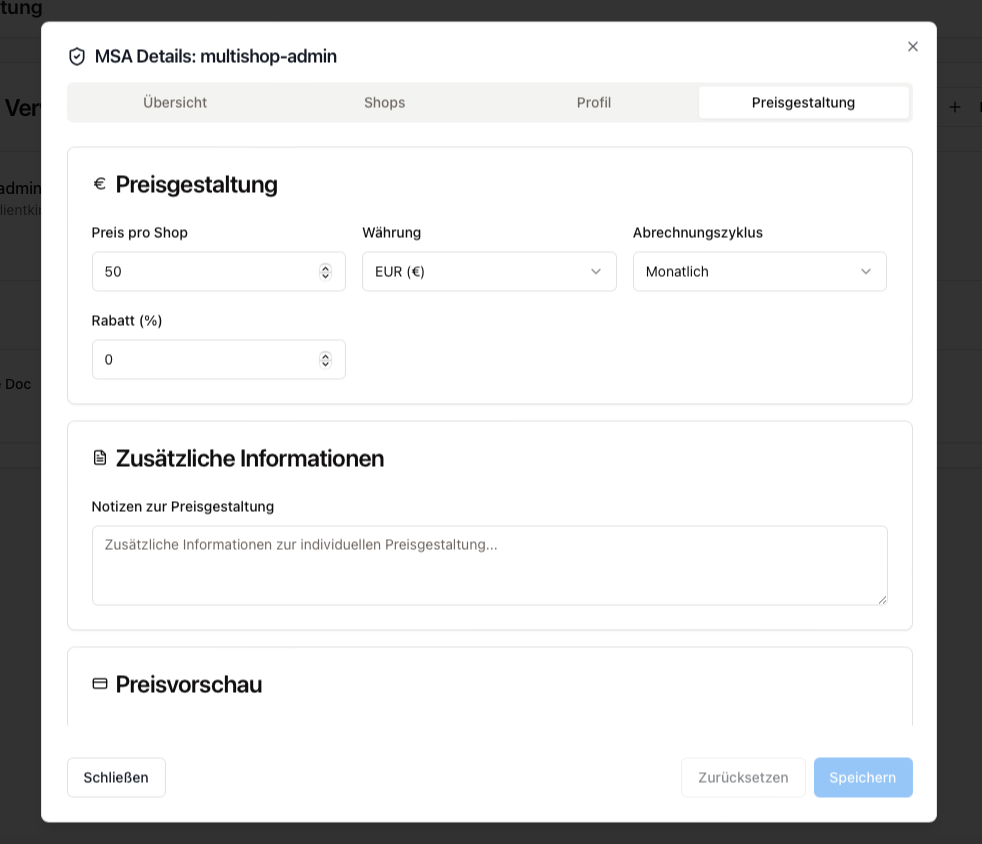 tung
MSA Details: multishop-admin
Übersicht
Shops
Profil
Preisgestaltung
Ver
admin
lientki
Doc
€ Preisgestaltung
Preis pro Shop
Währung
Abrechnungszyklus
50
EUR (€)
Monatlich
Rabatt (%)
0
Zusätzliche Informationen
Notizen zur Preisgestaltung
Zusätzliche Informationen zur individuellen Preisgestaltung...
Preisvorschau
Schließen
Zurücksetzen
Speichern